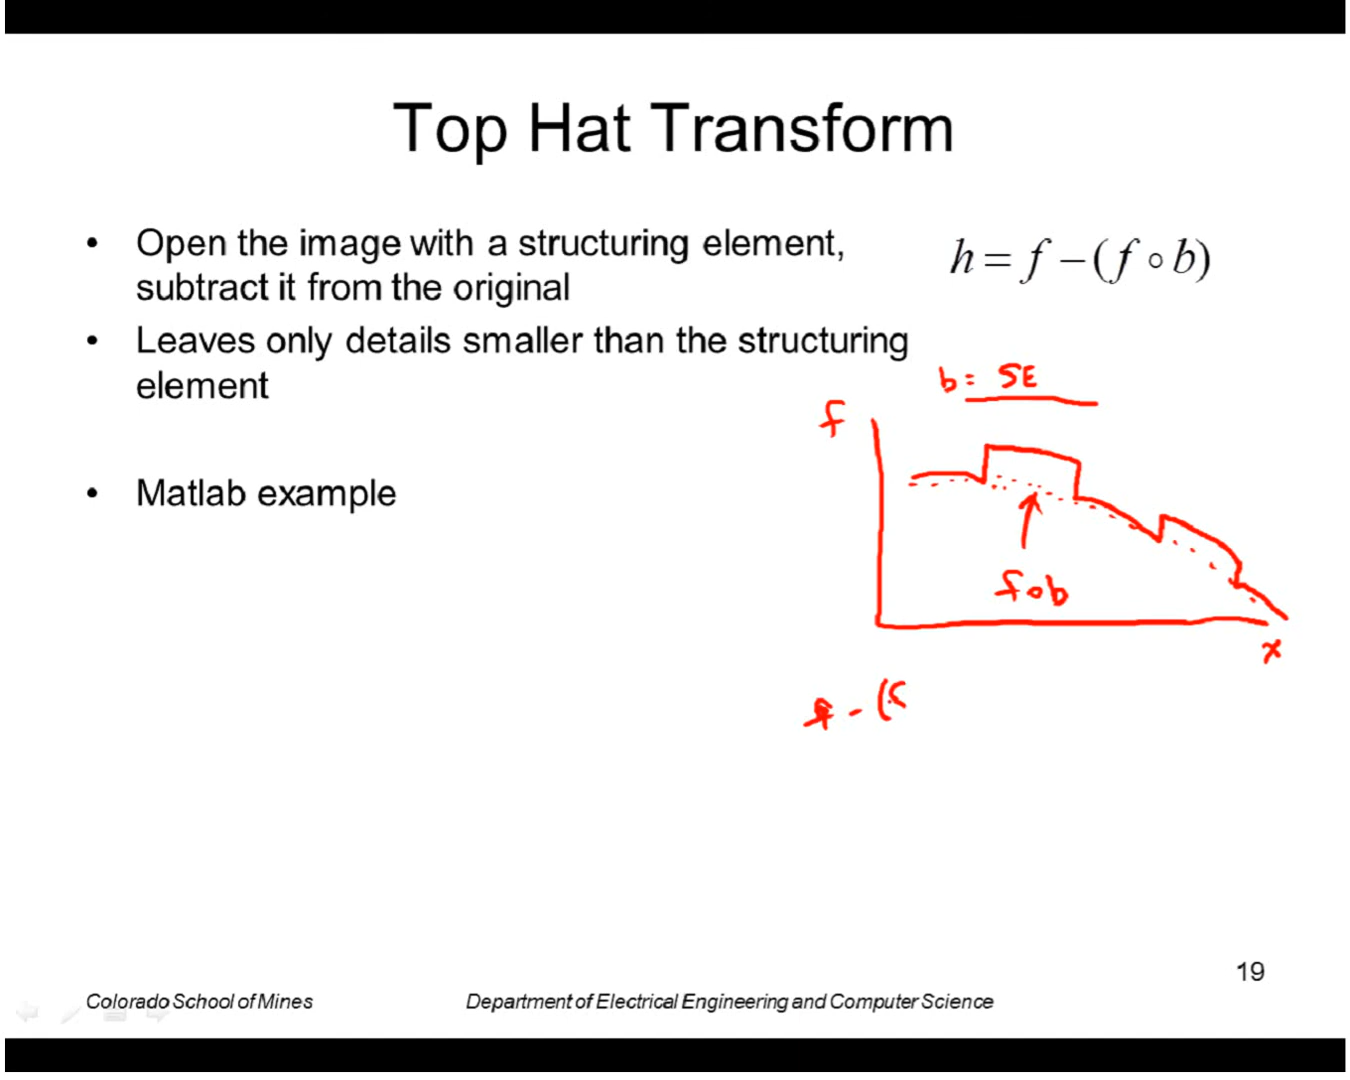 Top Hat Transform
• Open the image with a structuring element,
subtract it from the original
h = f − (f ∘ b)
• Leaves only details smaller than the structuring
element
b = SE
f
• Matlab example
f∘b
x
- (
19
Colorado School of Mines
Department of Electrical Engineering and Computer Science